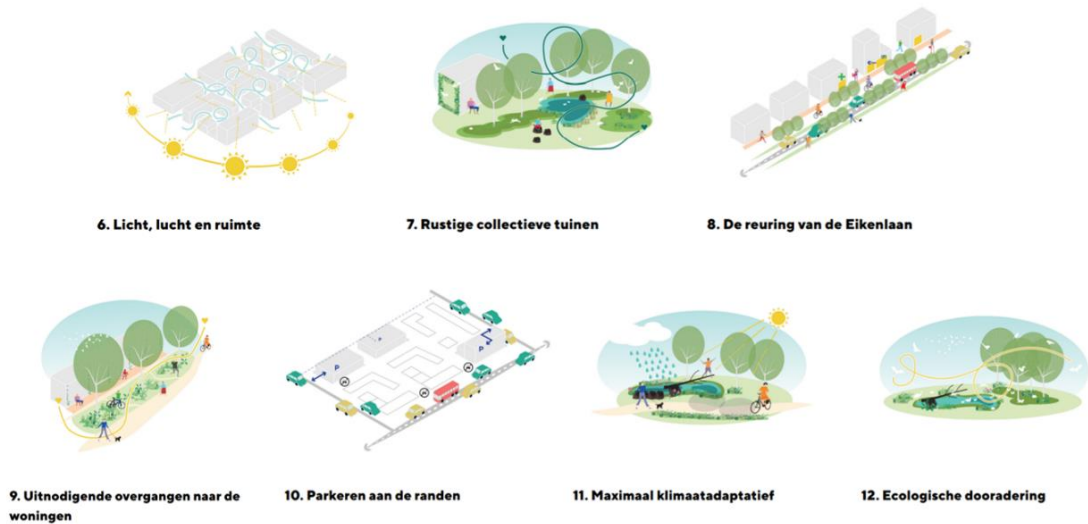 6. Licht, lucht en ruimte
7. Rustige collectieve tuinen
8. De reuring van de Eikenlaan
P
P
P
9. Uitnodigende overgangen naar de
woningen
10. Parkeren aan de randen
11. Maximaal klimaatadaptatief
12. Ecologische dooradering